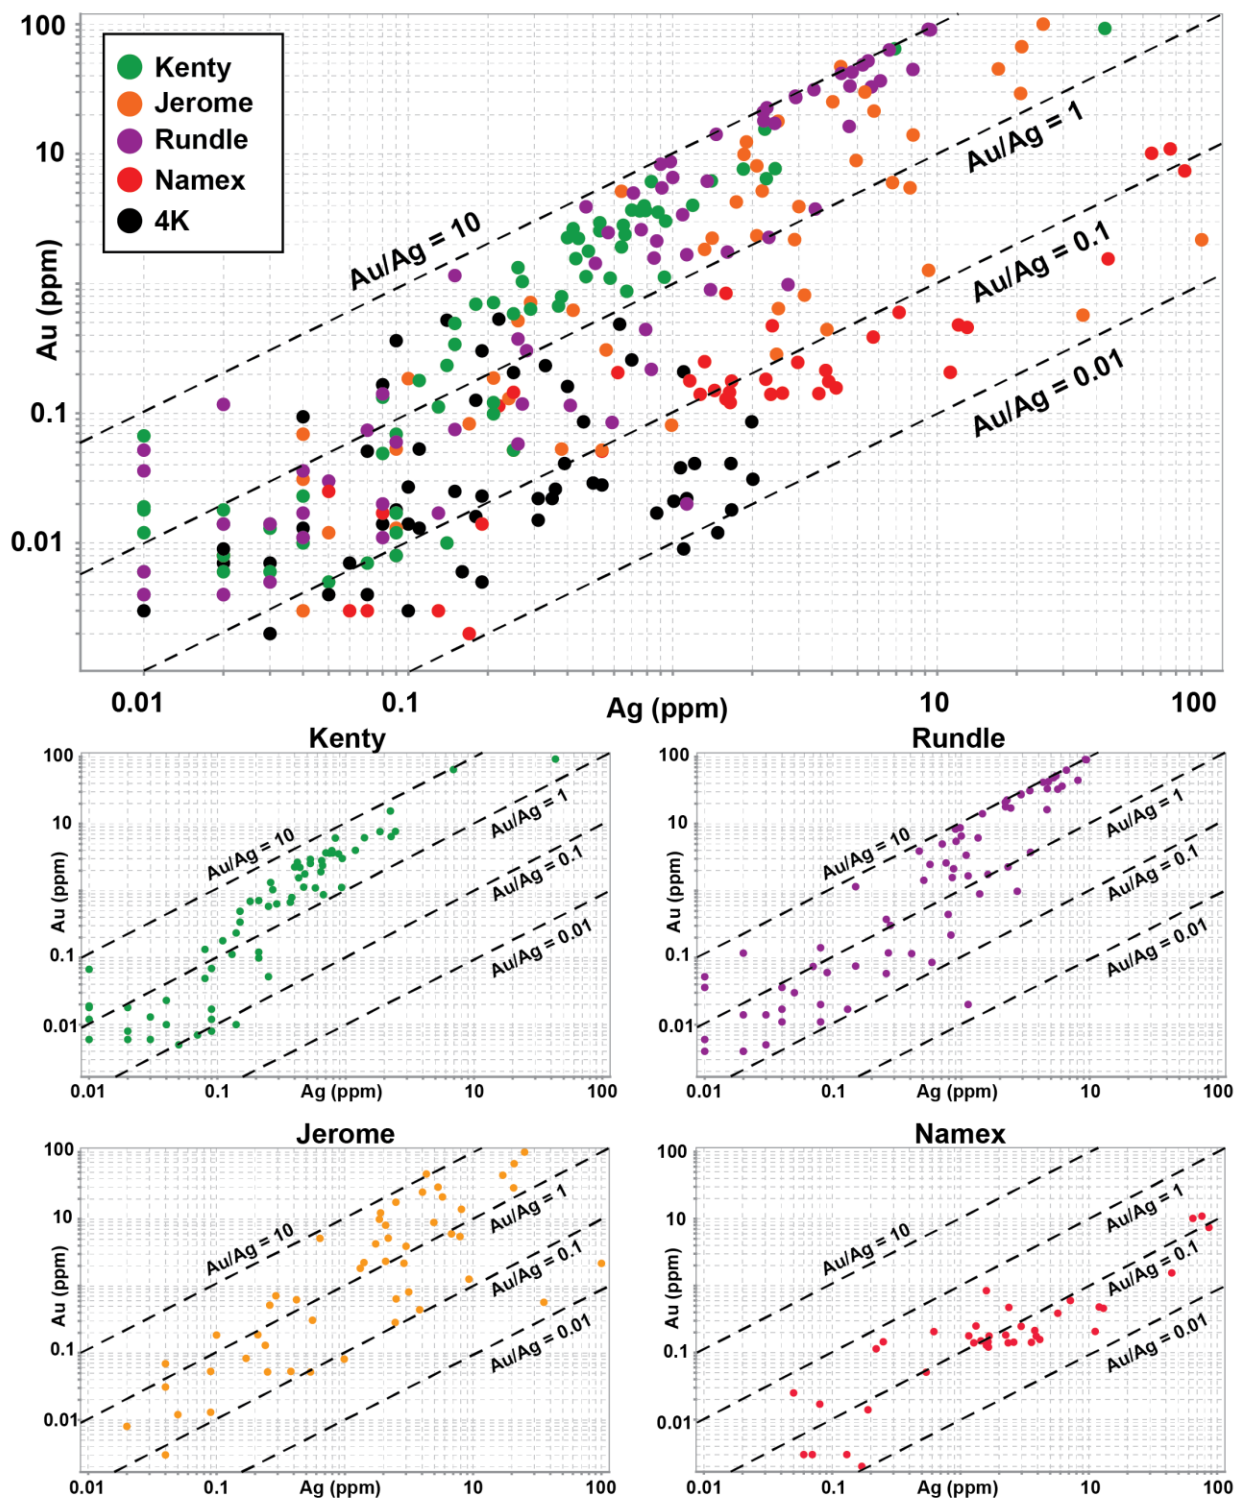 100
Kenty
Jerome
Rundle
Namex
4K
10
Au/Ag = 1
Au/Ag = 10
Au/Ag = 0.1
Au (ppm)
Au/Ag = 0.01
0.1
0.01
0.01
0.1
Ag (ppm)
10
100
Kenty
100
10
Au/Ag = 1
Au/Ag = 10
Au/Ag = 0.1
Au (ppm)
Au/Ag = 0.01
0.1
0.01
0.01
0.1
Ag (ppm)
10
100
Rundle
100
10
Au/Ag = 1
Au/Ag = 10
Au/Ag = 0.1
Au (ppm)
Au/Ag = 0.01
0.1
0.01
0.01
0.1
Ag (ppm)
10
100
Jerome
100
10
Au/Ag = 1
Au/Ag = 10
Au/Ag = 0.1
Au (ppm)
Au/Ag = 0.01
0.1
0.01
0.01
0.1
Ag (ppm)
10
100
Namex
100
10
Au/Ag = 1
Au/Ag = 10
Au/Ag = 0.1
Au (ppm)
Au/Ag = 0.01
0.1
0.01
0.01
0.1
Ag (ppm)
10
100